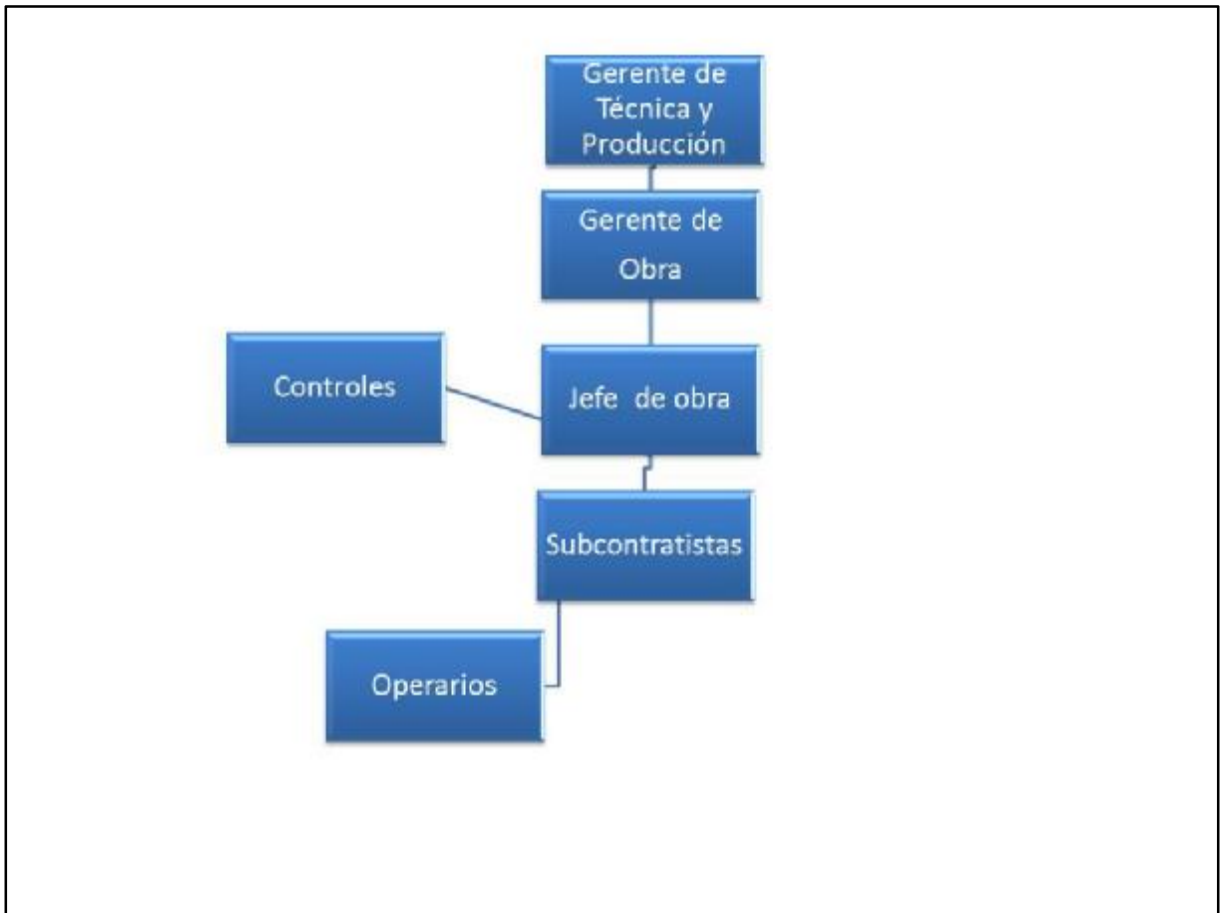 Gerente de
Técnica y
Producción
Gerente de
Obra
Controles
Jefe de obra
Subcontratistas
Operarios